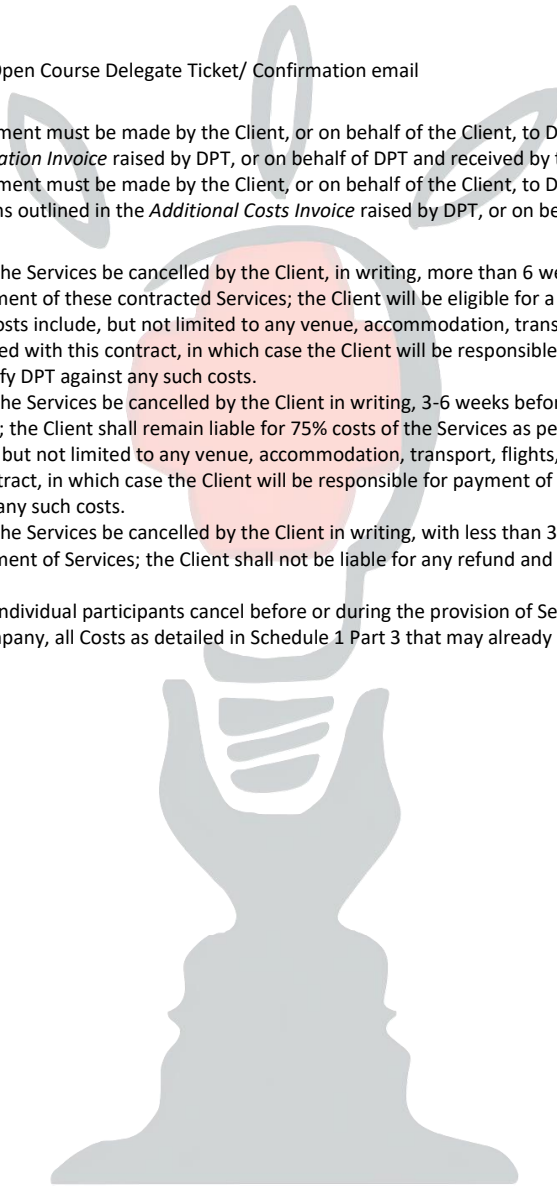 Open Course Delegate Ticket/ Confirmation email
ment must be made by the Client, or on behalf of the Client, to D
ation Invoice raised by DPT, or on behalf of DPT and received by
ment must be made by the Client, or on behalf of the Client, to D
ns outlined in the Additional Costs Invoice raised by DPT, or on be
he Services be cancelled by the Client, in writing, more than 6 we
ment of these contracted Services; the Client will be eligible for a
osts include, but not limited to any venue, accommodation, trans
ed with this contract, in which case the Client will be responsible
fy DPT against any such costs.
he Services be cancelled by the Client in writing, 3-6 weeks befor
; the Client shall remain liable for 75% costs of the Services as pe
but not limited to any venue, accommodation, transport, flights,
tract, in which case the Client will be responsible for payment of
any such costs.
he Services be cancelled by the Client in writing, with less than 3
ment of Services; the Client shall not be liable for any refund and
individual participants cancel before or during the provision of Se
mpany, all Costs as detailed in Schedule 1 Part 3 that may already